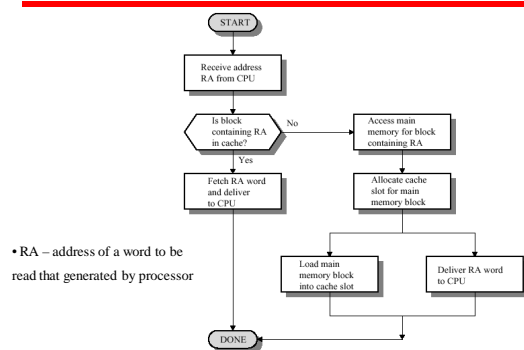 START
Receive address
RA from CPU
Is block
containing RA
in cache?
No
Access main
memory for block
containing RA
Yes
Fetch RA word
and deliver
to CPU
Allocate cache
slot for main
memory block
• RA – address of a word to be
read that generated by processor
Load main
memory block
into cache slot
Deliver RA word
to CPU
DONE